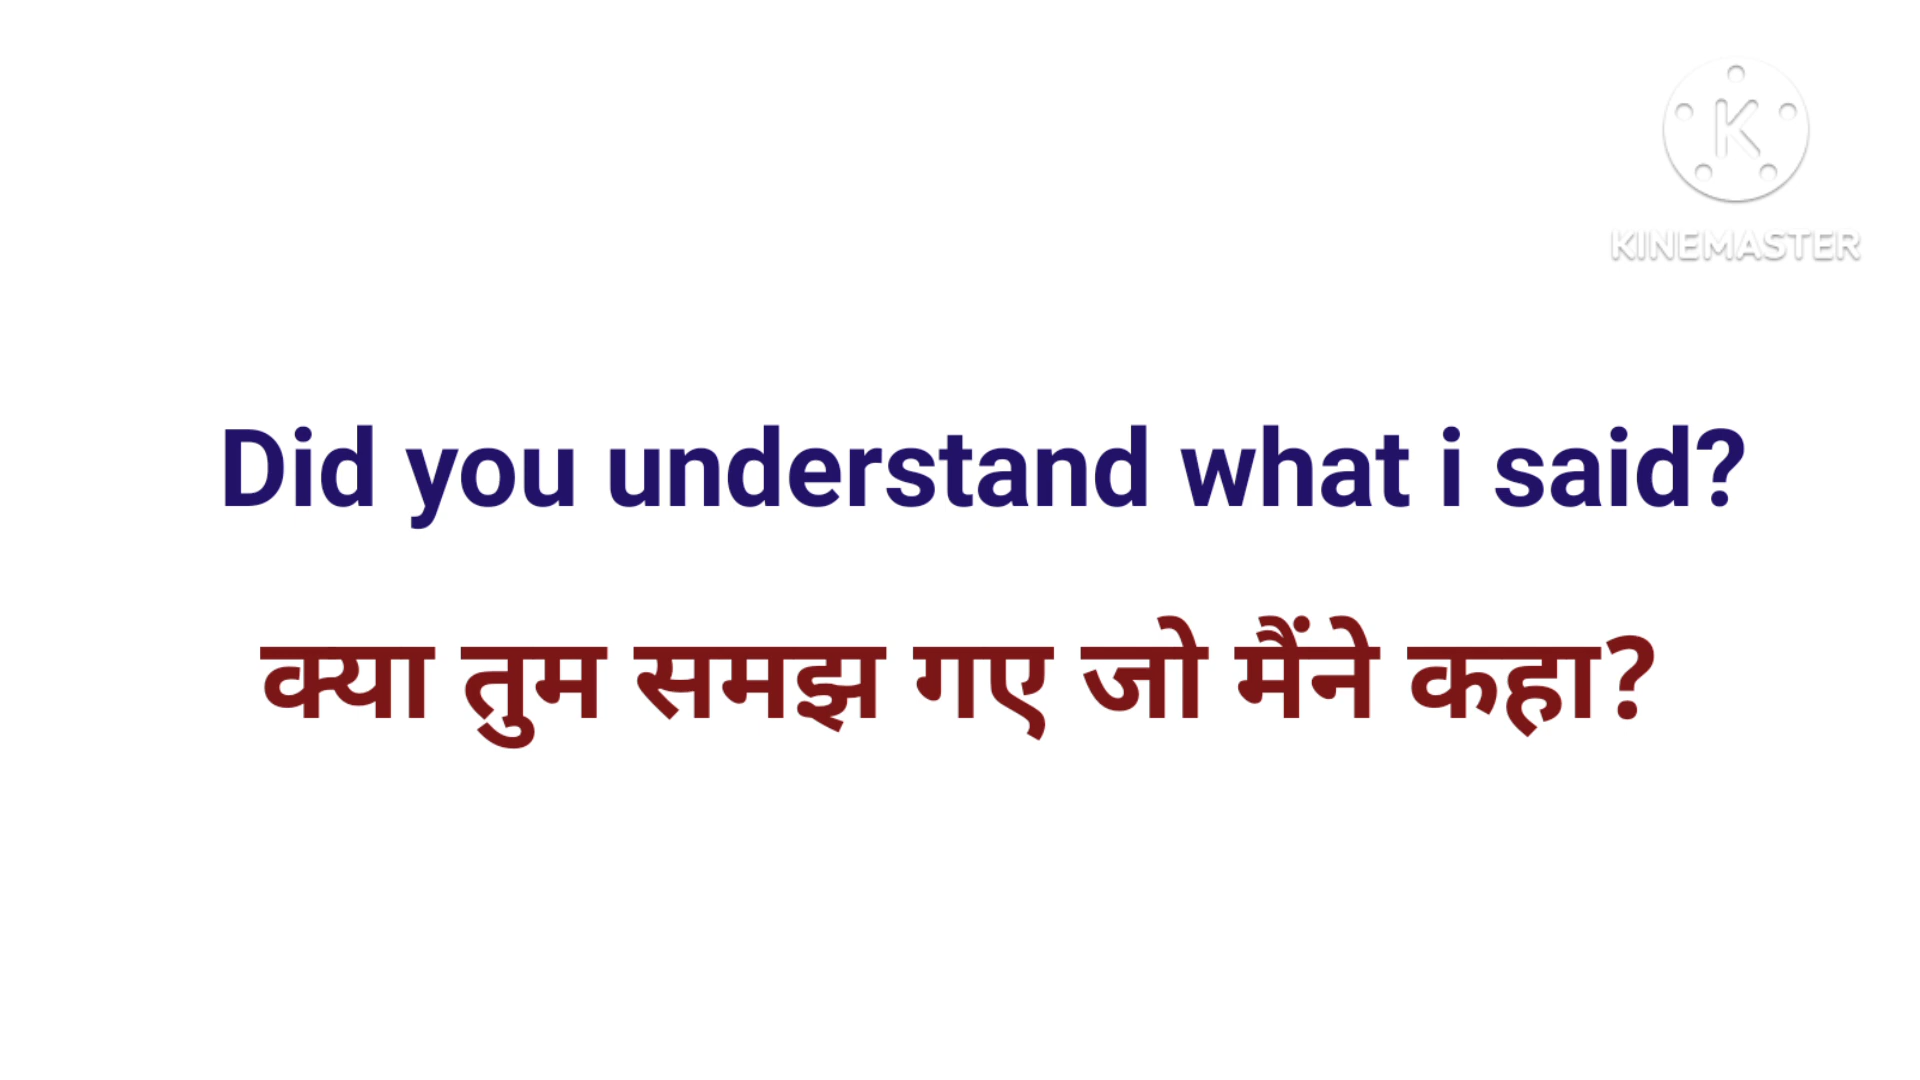 K
KINEMASTER
Did you understand what i said?
क्या तुम समझ गए जो मैंने कहा?